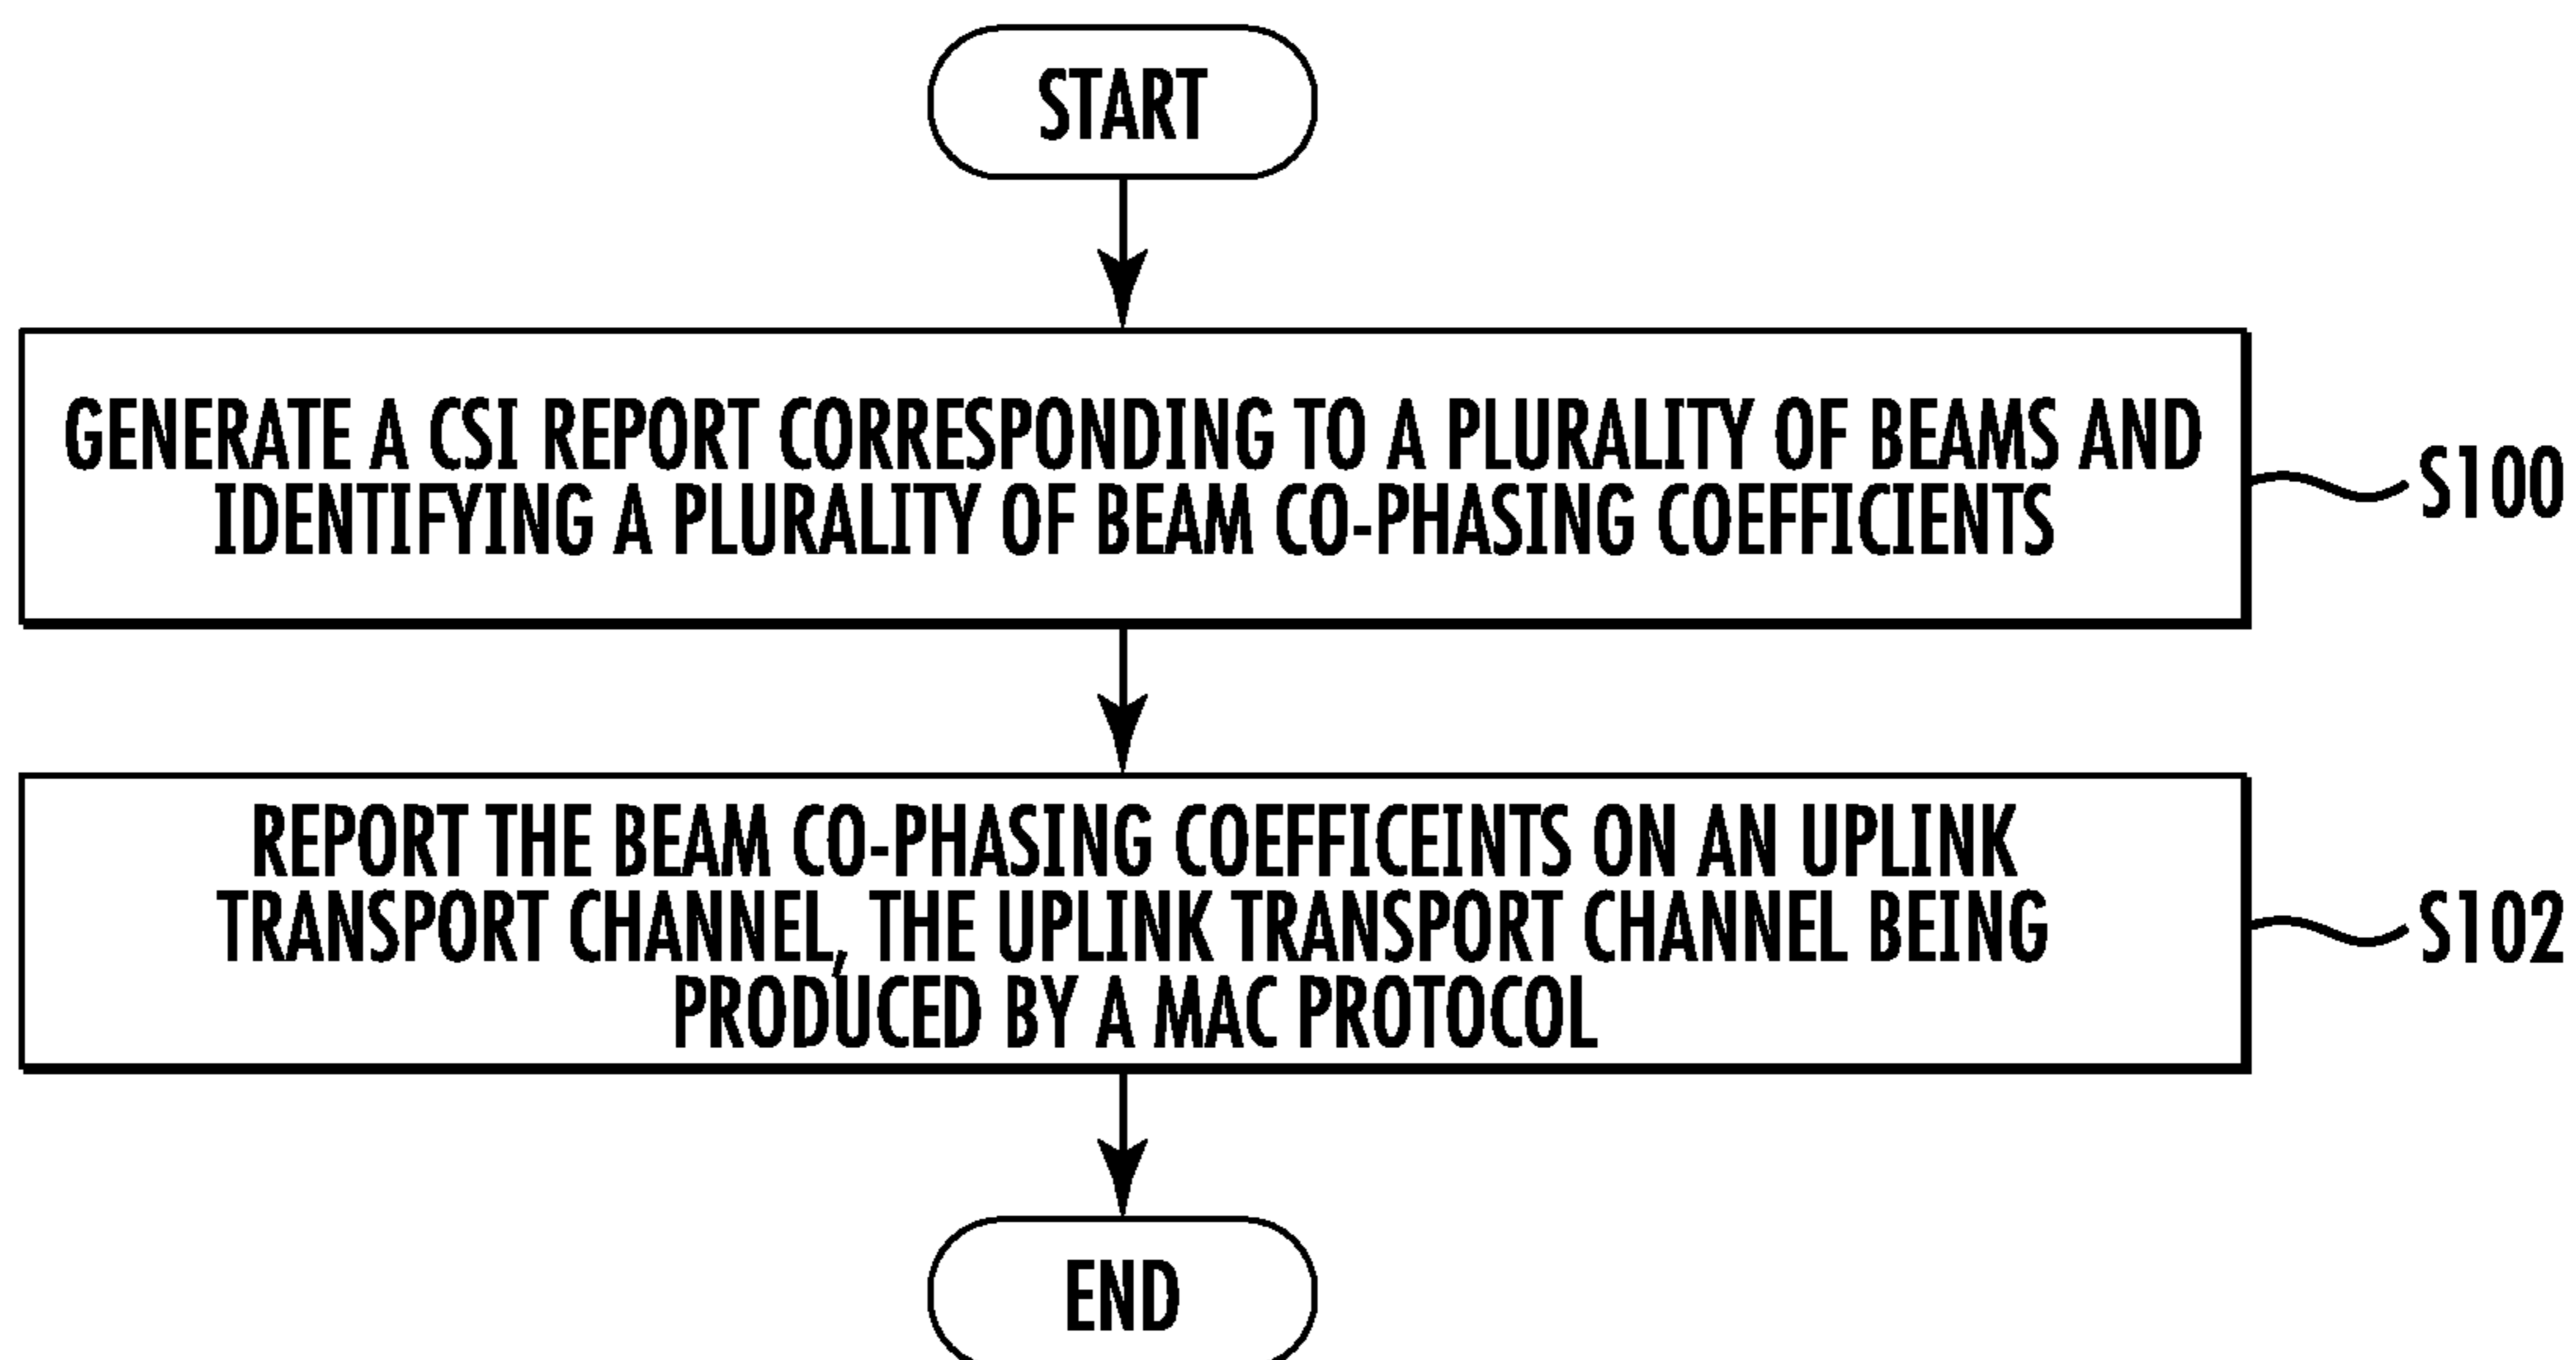 START
GENERATE A CSI REPORT CORRESPONDING TO A PLURALITY OF BEAMS AND
IDENTIFYING A PLURALITY OF BEAM CO-PHASING COEFFICIENTS
S100
REPORT THE BEAM CO-PHASING COEFFICEINTS ON AN UPLINK
TRANSPORT CHANNEL, THE UPLINK TRANSPORT CHANNEL BEING
PRODUCED BY A MAC PROTOCOL
S102
END